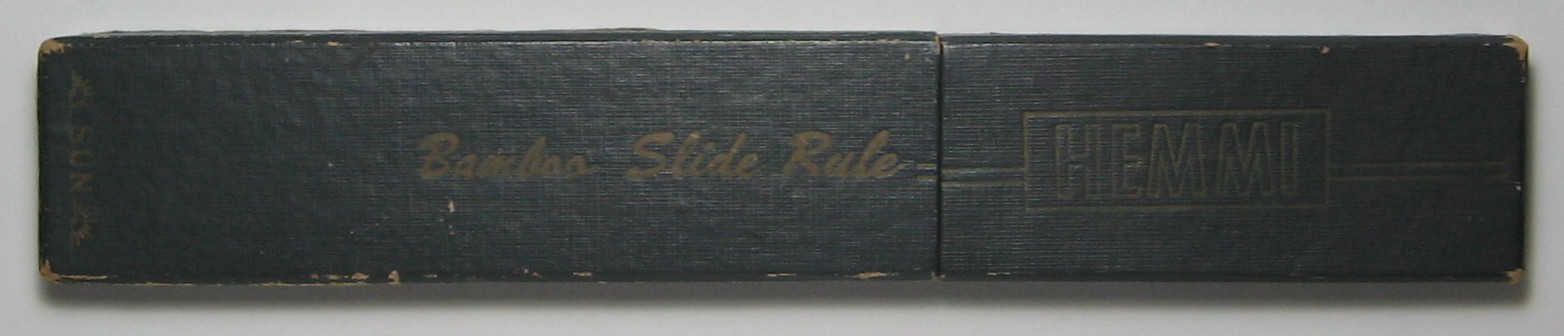 SUN
Bamboo Slide Rule
HEMMI